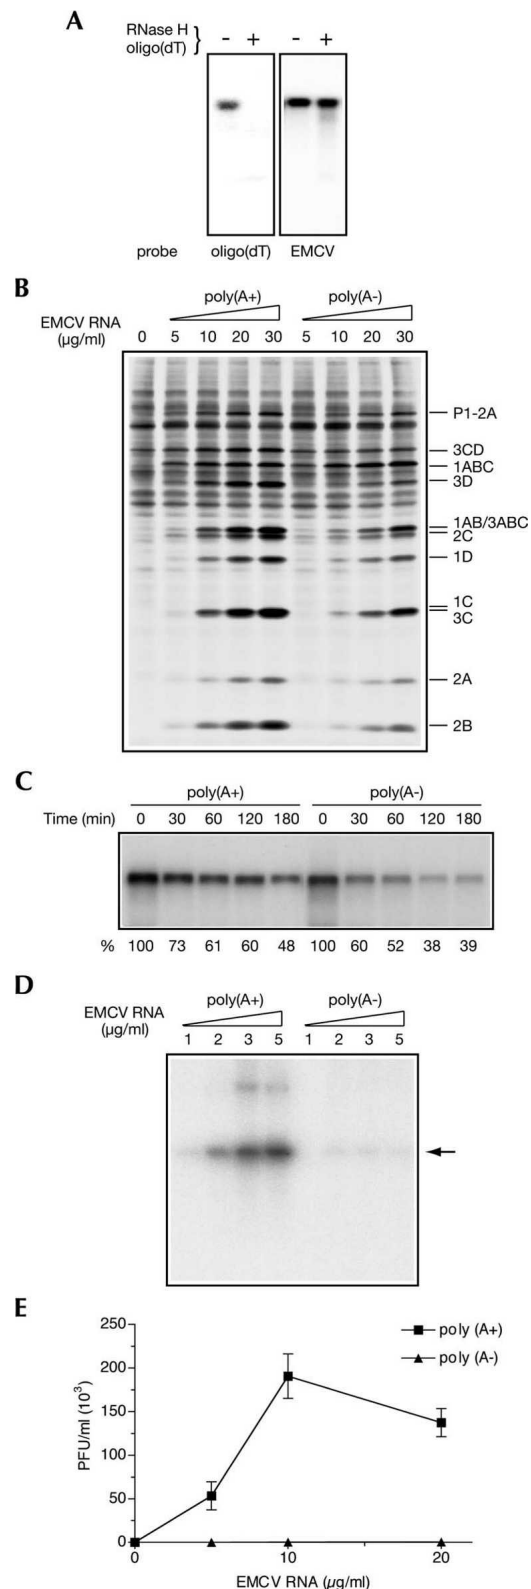 A
RNase H
oligo(dT) } - + - +
probe oligo(dT) EMCV
B
poly(A+) poly(A-)
EMCV RNA
(µg/ml) 0 5 10 20 30 5 10 20 30
P1-2A
3CD
1ABC
3D
1AB/3ABC
2C
1D
1C
3C
2A
2B
C
poly(A+) poly(A-)
Time (min) 0 30 60 120 180 0 30 60 120 180
% 100 73 61 60 48 100 60 52 38 39
D
poly(A+) poly(A-)
EMCV RNA
(µg/ml) 1 2 3 5 1 2 3 5
E
250
200
150
100
50
0
PFU/ml (10³)
poly (A+)
poly (A-)
0 10 20
EMCV RNA (µg/ml)